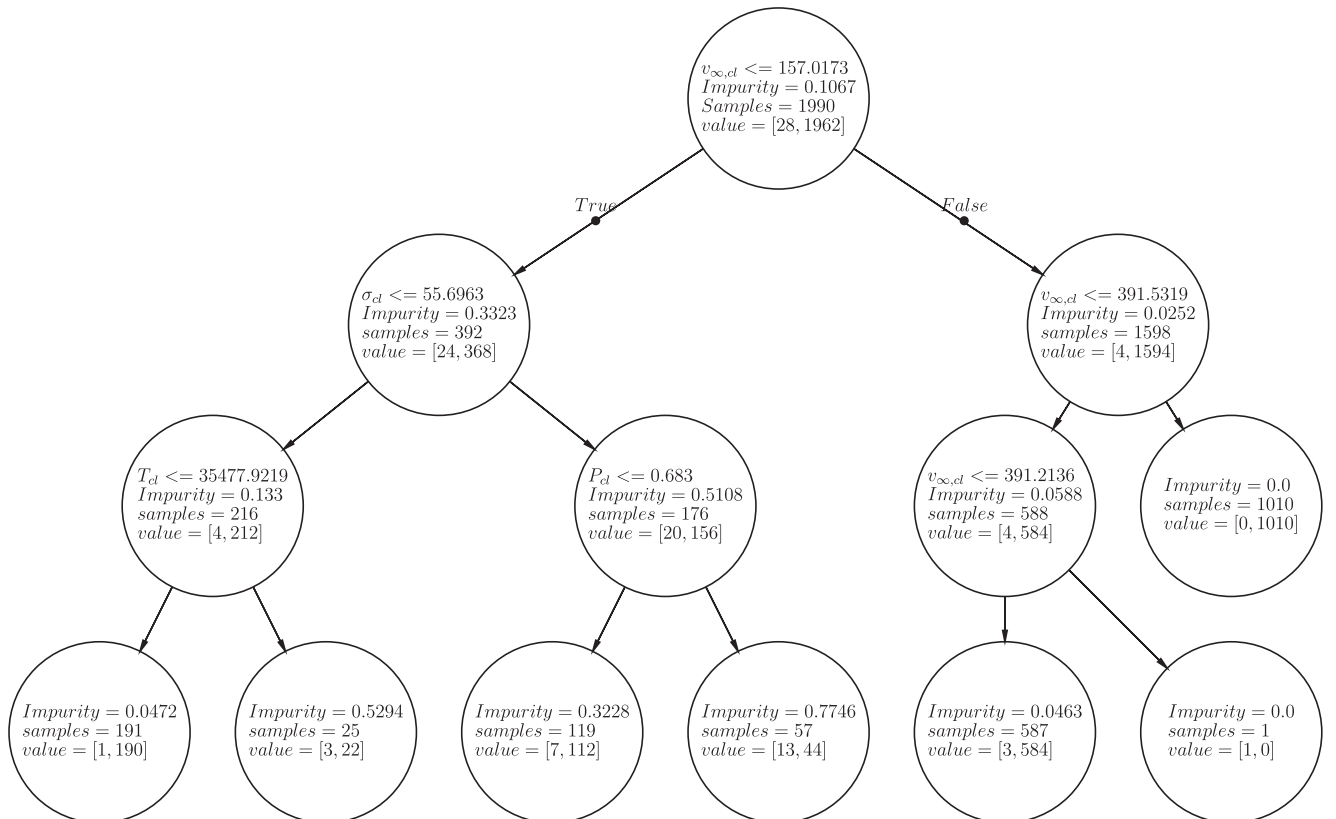 v∞,cl <= 157.0173
Impurity = 0.1067
Samples = 1990
value = [28, 1962]
True
False
σcl <= 55.6963
Impurity = 0.3323
samples = 392
value = [24, 368]
v∞,cl <= 391.5319
Impurity = 0.0252
samples = 1598
value = [4, 1594]
Tcl <= 35477.9219
Impurity = 0.133
samples = 216
value = [4, 212]
Pcl <= 0.683
Impurity = 0.5108
samples = 176
value = [20, 156]
v∞,cl <= 391.2136
Impurity = 0.0588
samples = 588
value = [4, 584]
Impurity = 0.0
samples = 1010
value = [0, 1010]
Impurity = 0.0472
samples = 191
value = [1, 190]
Impurity = 0.5294
samples = 25
value = [3, 22]
Impurity = 0.3228
samples = 119
value = [7, 112]
Impurity = 0.7746
samples = 57
value = [13, 44]
Impurity = 0.0463
samples = 587
value = [3, 584]
Impurity = 0.0
samples = 1
value = [1, 0]